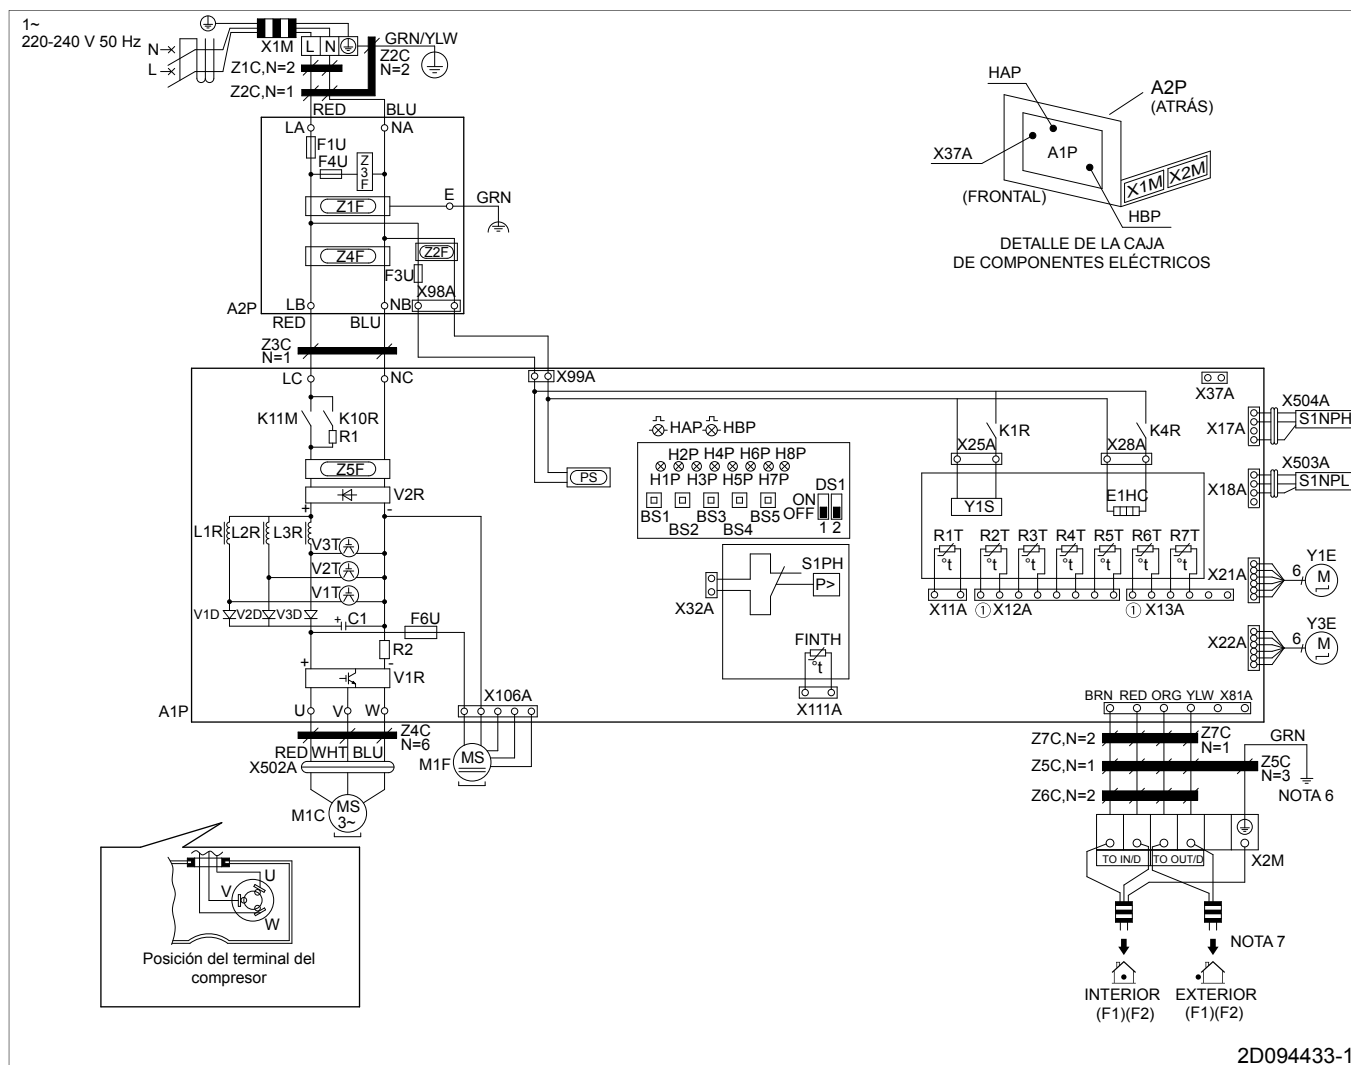 1~
220-240 V 50 Hz
N
L
X1M
L N
GRN/YLW
Z2C
N=2
Z1C,N=2
Z2C,N=1
RED BLU
LA NA
F1U
F4U
Z3F
Z1F
E GRN
Z4F
Z2F
F3U
X98A
A2P
LB NB
RED BLU
Z3C
N=1
HAP
A2P
(ATRÁS)
X37A
A1P
X1M X2M
(FRONTAL)
HBP
DETALLE DE LA CAJA
DE COMPONENTES ELÉCTRICOS
LC NC
X99A
X37A
K11M K10R
R1
Z5F
V2R
+ -
L1R L2R L3R
V3T
V2T
V1T
V1D V2D V3D
+ C1
F6U
R2
+ -
V1R
A1P
U V W
X106A
Z4C
N=6
RED WHT BLU
X502A
M1C
MS
3~
M1F
MS
PS
HAP HBP
H2P H4P H6P H8P
H1P H3P H5P H7P
BS1 BS3 BS5
BS2 BS4
DS1
ON
OFF
1 2
S1PH
P>
X32A
FINTH
°t
X111A
K1R
K4R
X25A
X28A
Y1S
E1HC
R1T R2T R3T R4T R5T R6T R7T
°t °t °t °t °t °t °t
X11A ① X12A ① X13A
X504A
X17A
S1NPH
X503A
X18A
S1NPL
Y1E
X21A
6
M
Y3E
X22A
6
M
BRN RED ORG YLW X81A
Z7C,N=2
Z7C
N=1
GRN
Z5C,N=1
Z5C
N=3
NOTA 6
Z6C,N=2
TO IN/D TO OUT/D
X2M
NOTA 7
INTERIOR
(F1)(F2)
EXTERIOR
(F1)(F2)
U
V
W
Posición del terminal del
compresor
2D094433-1